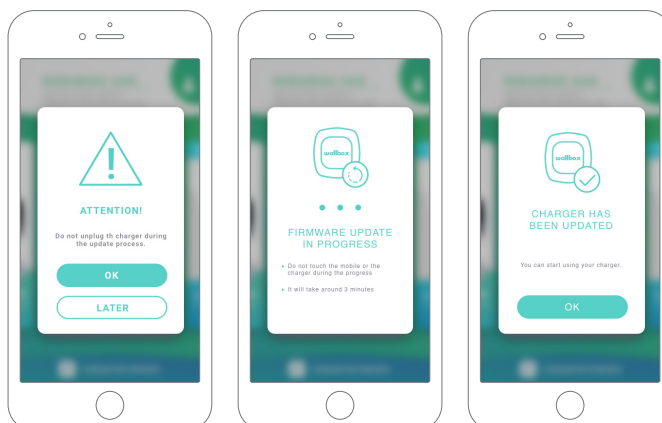 ATTENTION!
Do not unplug th charger during
the update process.
OK
LATER
wallbox
FIRMWARE UPDATE
IN PROGRESS
Do not touch the mobile or the
charger during the progress
It will take around 3 minutes
wallbox
CHARGER HAS
BEEN UPDATED
You can start using your charger.
OK